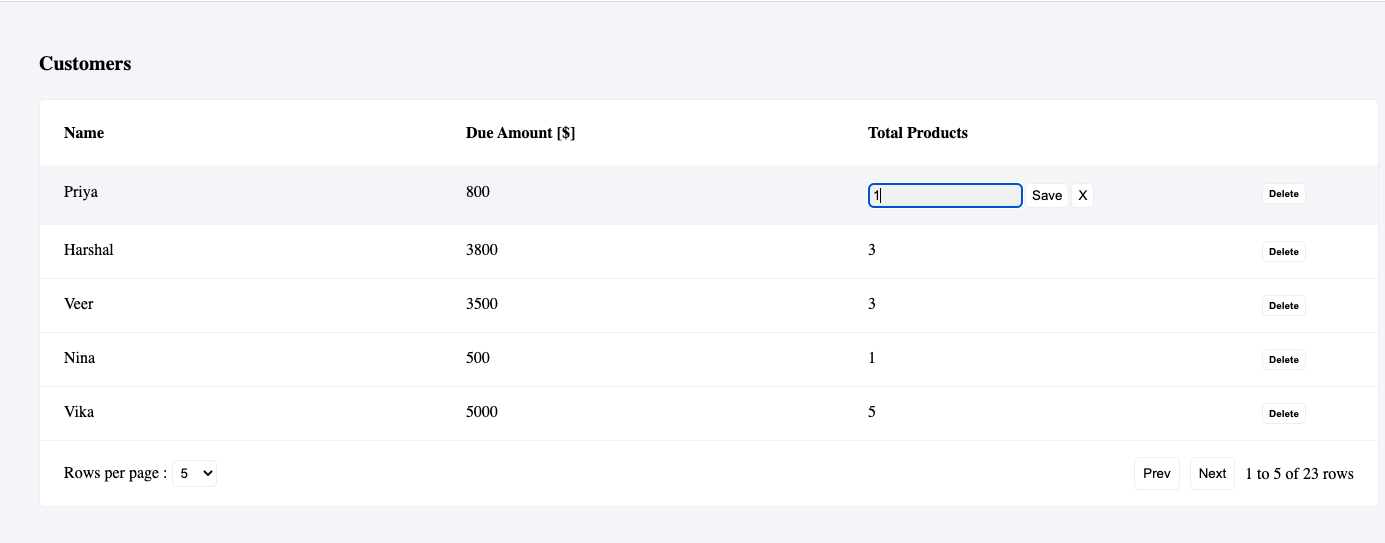 Customers
Name Due Amount [$] Total Products
Priya 800 1 Save X Delete
Harshal 3800 3 Delete
Veer 3500 3 Delete
Nina 500 1 Delete
Vika 5000 5 Delete
Rows per page : 5 Prev Next 1 to 5 of 23 rows